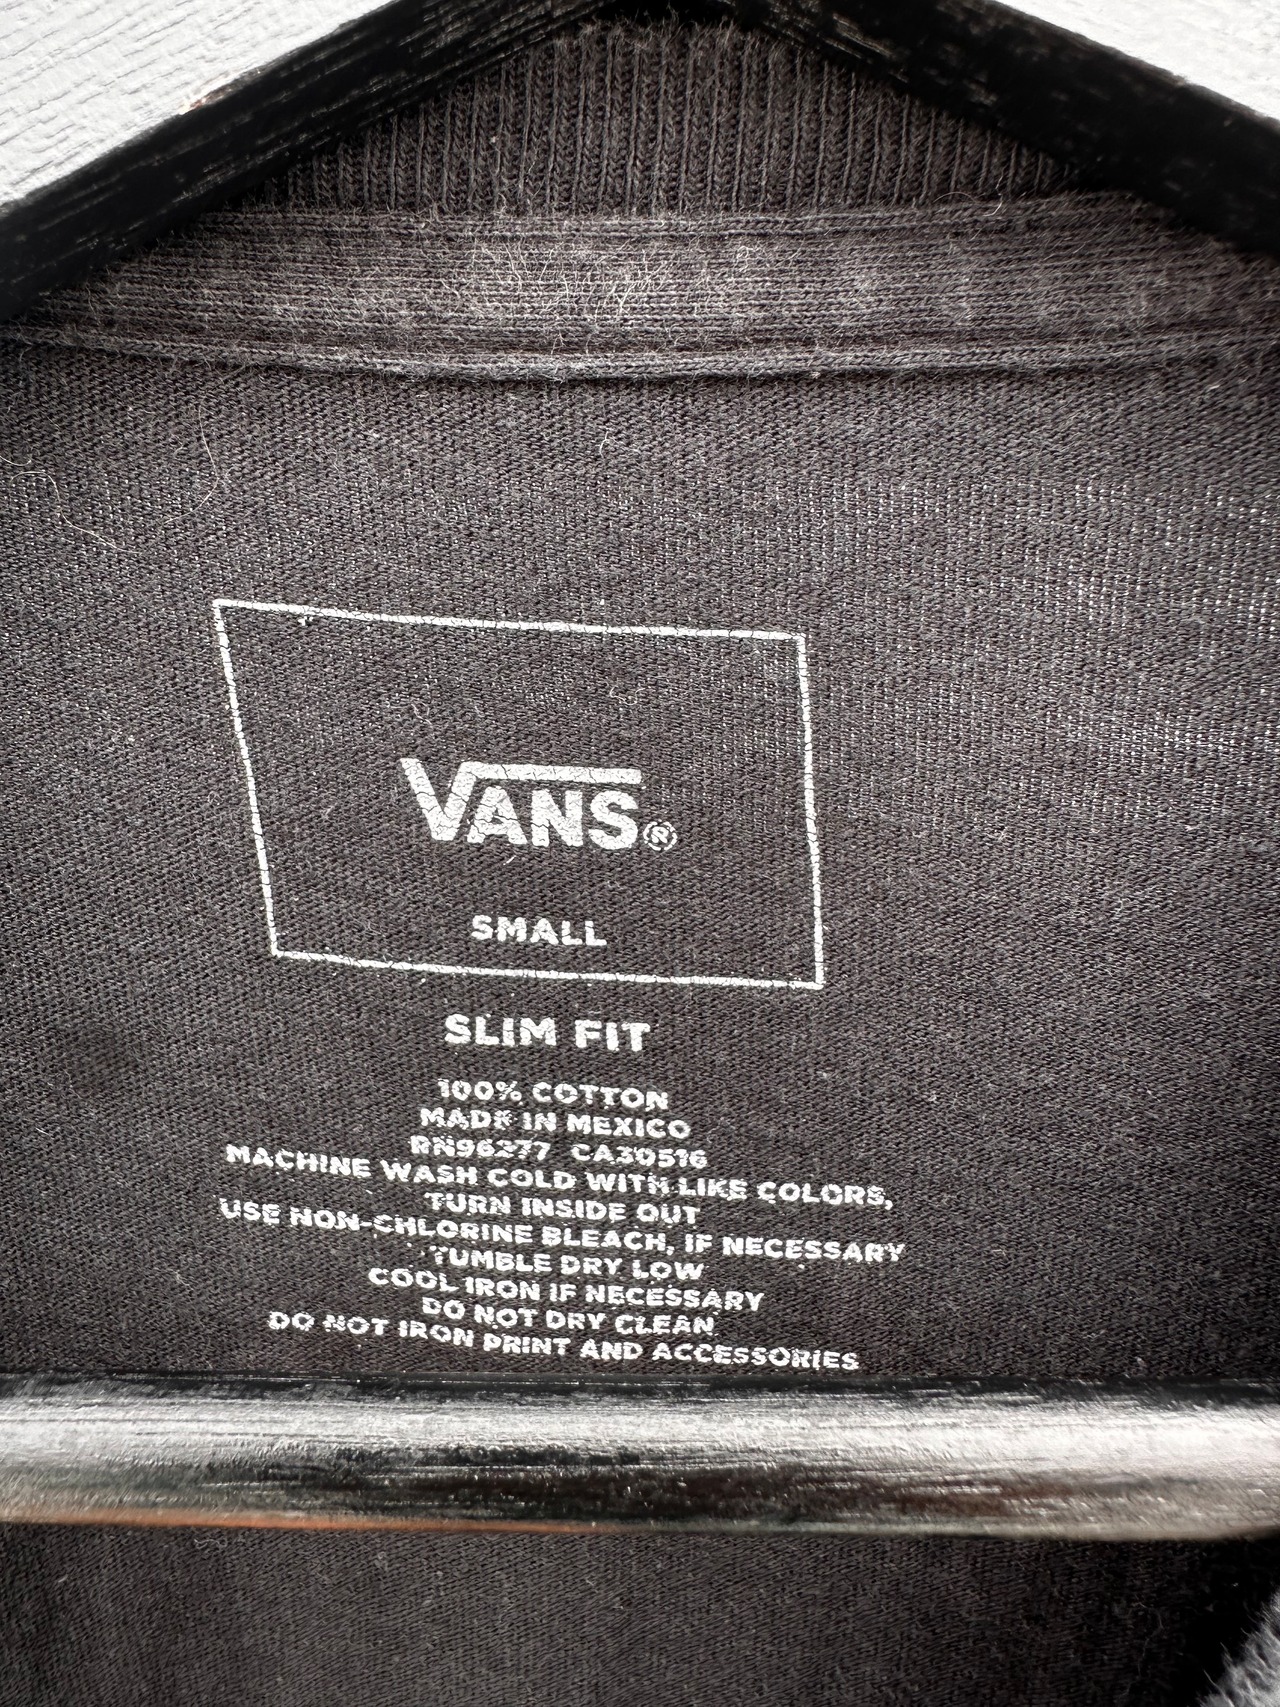 VANS®
SMALL
SLIM FIT
100% COTTON
MADE IN MEXICO
RN96277 CA30516
MACHINE WASH COLD WITH LIKE COLORS,
TURN INSIDE OUT
USE NON-CHLORINE BLEACH, IF NECESSARY
TUMBLE DRY LOW
COOL IRON IF NECESSARY
DO NOT DRY CLEAN
DO NOT IRON PRINT AND ACCESSORIES